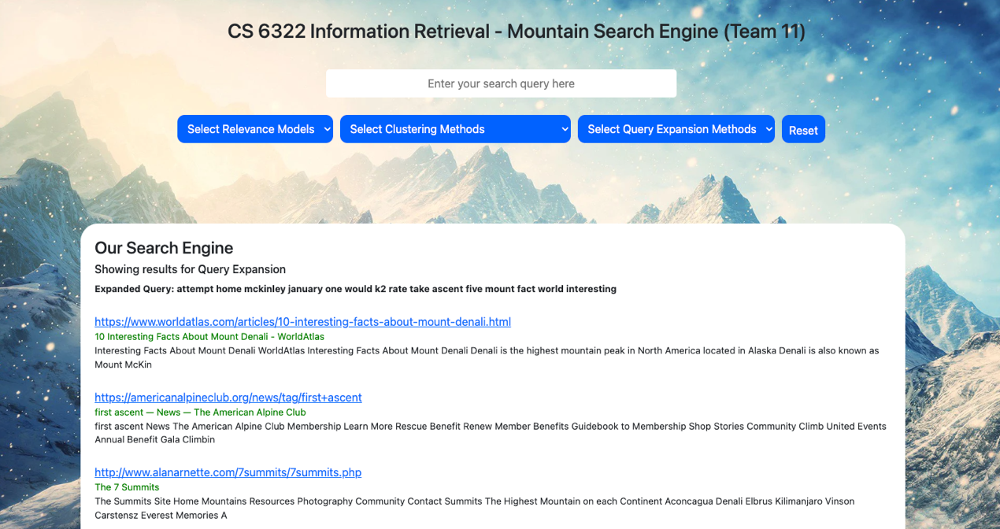 CS 6322 Information Retrieval - Mountain Search Engine (Team 11)
Enter your search query here
Select Relevance Models
Select Clustering Methods
Select Query Expansion Methods
Reset
Our Search Engine
Showing results for Query Expansion
Expanded Query: attempt home mckinley january one would k2 rate take ascent five mount fact world interesting
https://www.worldatlas.com/articles/10-interesting-facts-about-mount-denali.html
10 Interesting Facts About Mount Denali - WorldAtlas
Interesting Facts About Mount Denali WorldAtlas Interesting Facts About Mount Denali Denali is the highest mountain peak in North America located in Alaska Denali is also known as
Mount McKin
https://americanalpineclub.org/news/tag/first+ascent
first ascent — News — The American Alpine Club
first ascent News The American Alpine Club Membership Learn More Rescue Benefit Renew Member Benefits Guidebook to Membership Shop Stories Community Climb United Events
Annual Benefit Gala Climbin
http://www.alanarnette.com/7summits/7summits.php
The 7 Summits
The Summits Site Home Mountains Resources Photography Community Contact Summits The Highest Mountain on each Continent Aconcagua Denali Elbrus Kilimanjaro Vinson
Carstensz Everest Memories A